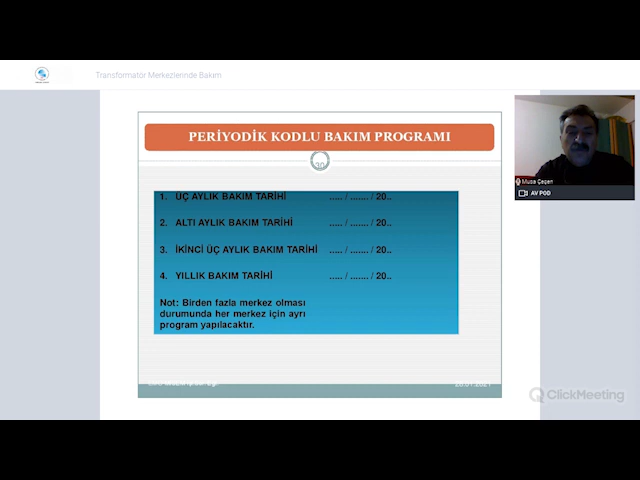 Transformatör Merkezlerinde Bakım
PERİYODİK KODLU BAKIM PROGRAMI
30
1. ÜÇ AYLIK BAKIM TARİHİ ..... / ....... / 20..
2. ALTI AYLIK BAKIM TARİHİ ..... / ....... / 20..
3. İKİNCİ ÜÇ AYLIK BAKIM TARİHİ ..... / ....... / 20..
4. YILLIK BAKIM TARİHİ ..... / ....... / 20..
Not: Birden fazla merkez olması
durumunda her merkez için ayrı
program yapılacaktır.
Musa Çeçen
AV POD
ClickMeeting